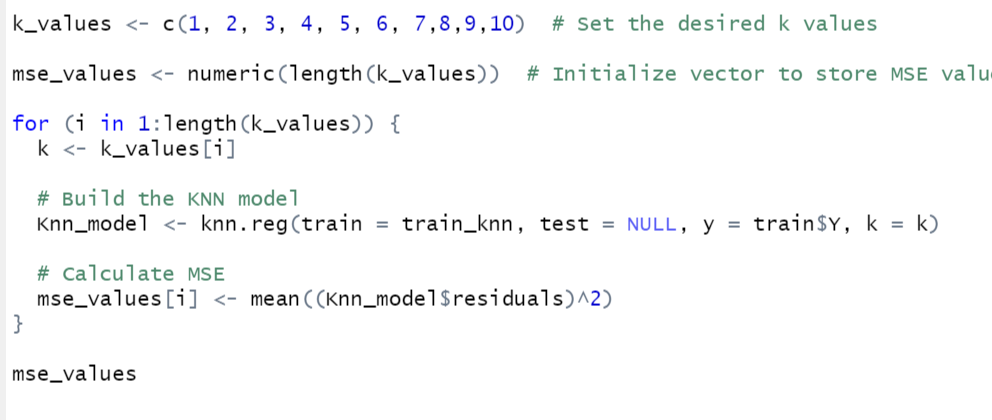 k_values <- c(1, 2, 3, 4, 5, 6, 7,8,9,10)  # Set the desired k values
mse_values <- numeric(length(k_values))  # Initialize vector to store MSE valu
for (i in 1:length(k_values)) {
  k <- k_values[i]
  # Build the KNN model
  Knn_model <- knn.reg(train = train_knn, test = NULL, y = train$Y, k = k)
  # Calculate MSE
  mse_values[i] <- mean((Knn_model$residuals)^2)
}
mse_values